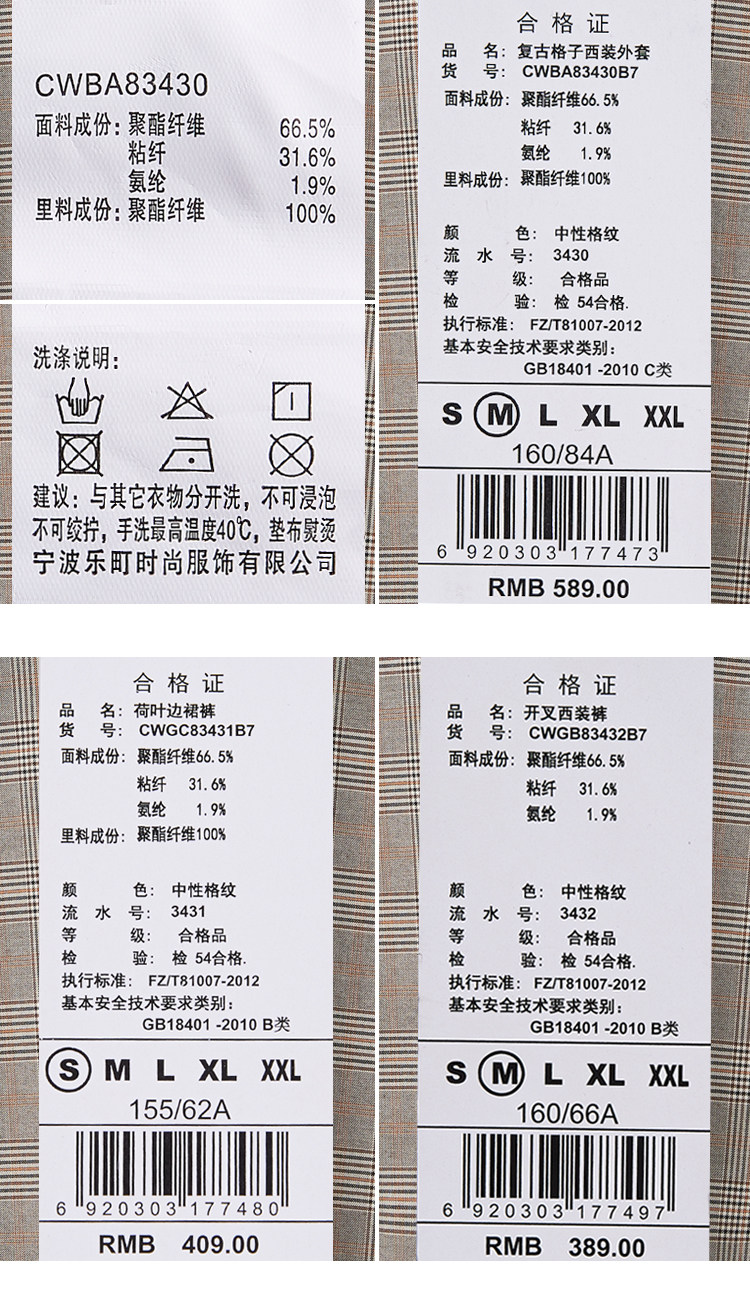 CWBA83430
面料成份: 聚酯纤维 66.5%
粘纤 31.6%
氨纶 1.9%
里料成份: 聚酯纤维 100%
洗涤说明:
建议: 与其它衣物分开洗, 不可浸泡
不可绞拧, 手洗最高温度40℃, 垫布熨烫
宁波乐町时尚服饰有限公司
合格证
品 名: 复古格子西装外套
货 号: CWBA83430B7
面料成份: 聚酯纤维66.5%
粘纤 31.6%
氨纶 1.9%
里料成份: 聚酯纤维100%
颜 色: 中性格纹
流 水 号: 3430
等 级: 合格品
检 验: 检 54合格.
执行标准: FZ/T81007-2012
基本安全技术要求类别:
GB18401 -2010 C类
S M L XL XXL
160/84A
6 920303 177473
RMB 589.00
合格证
品 名: 荷叶边裙裤
货 号: CWGC83431B7
面料成份: 聚酯纤维66.5%
粘纤 31.6%
氨纶 1.9%
里料成份: 聚酯纤维100%
颜 色: 中性格纹
流 水 号: 3431
等 级: 合格品
检 验: 检 54合格.
执行标准: FZ/T81007-2012
基本安全技术要求类别:
GB18401 -2010 B类
S M L XL XXL
155/62A
6 920303 177480
RMB 409.00
合格证
品 名: 开叉西装裤
货 号: CWGB83432B7
面料成份: 聚酯纤维66.5%
粘纤 31.6%
氨纶 1.9%
颜 色: 中性格纹
流 水 号: 3432
等 级: 合格品
检 验: 检 54合格.
执行标准: FZ/T81007-2012
基本安全技术要求类别:
GB18401 -2010 B类
S M L XL XXL
160/66A
6 920303 177497
RMB 389.00